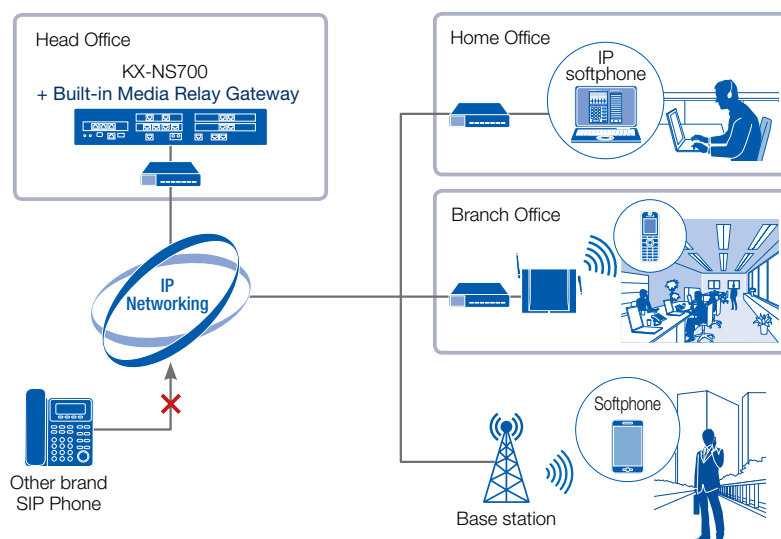 Head Office
KX-NS700
+ Built-in Media Relay Gateway
IP
Networking
Other brand
SIP Phone
Home Office
IP
softphone
Branch Office
Softphone
Base station